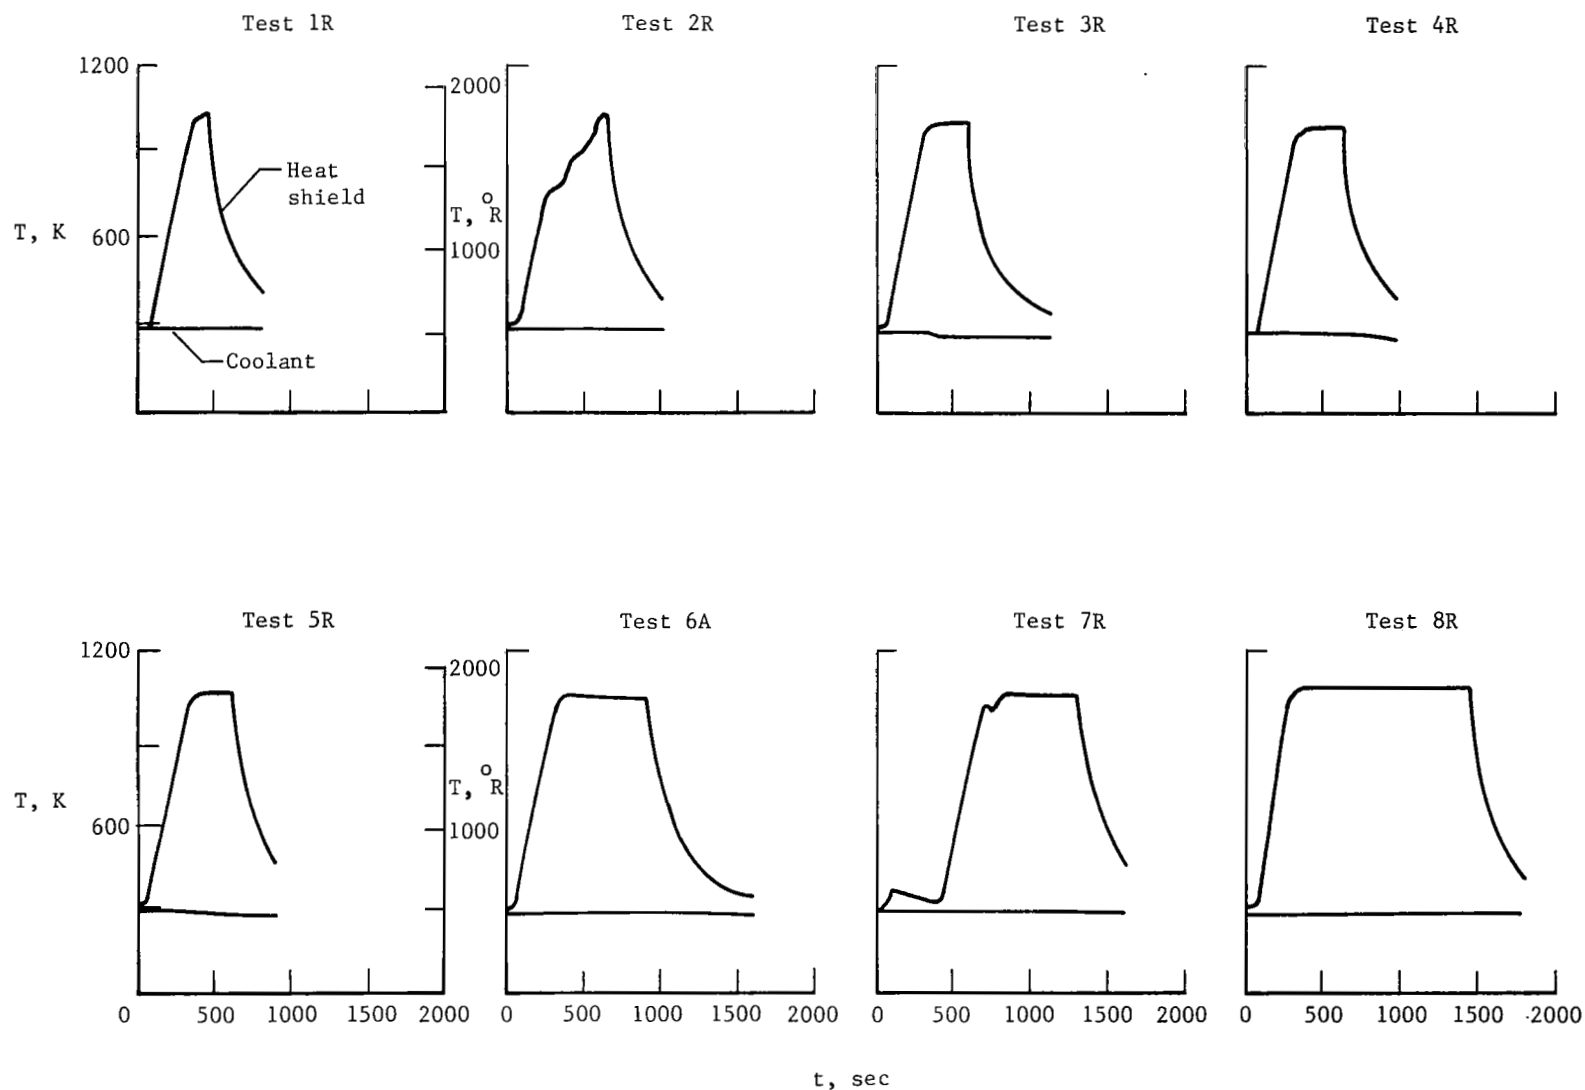 Test 1R
Test 2R
Test 3R
Test 4R
1200
2000
Heat
shield
T, °R
T, K
600
1000
Coolant
Test 5R
Test 6A
Test 7R
Test 8R
1200
2000
T, °R
T, K
600
1000
0 500 1000 1500 2000
0 500 1000 1500 2000
0 500 1000 1500 2000
0 500 1000 1500 2000
t, sec